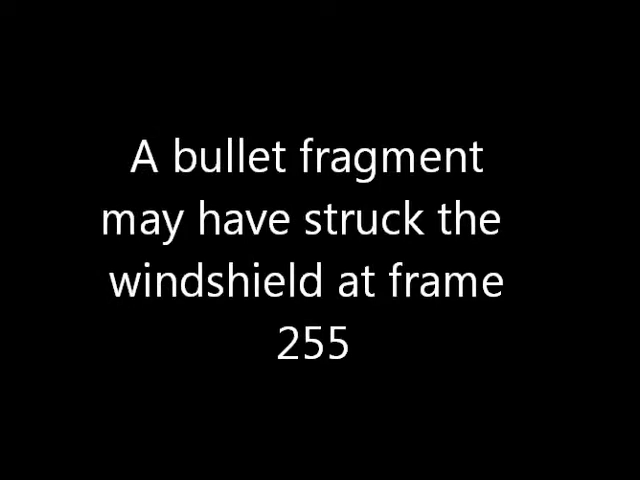 A bullet fragment
may have struck the
windshield at frame
255